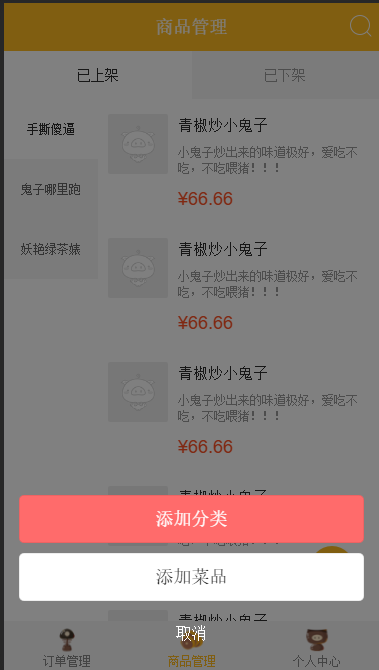 商品管理
已上架
已下架
手撕傻逼
鬼子哪里跑
妖艳绿茶婊
青椒炒小鬼子
小鬼子炒出来的味道极好，爱吃不
吃，不吃喂猪！！！
¥66.66
青椒炒小鬼子
小鬼子炒出来的味道极好，爱吃不
吃，不吃喂猪！！！
¥66.66
青椒炒小鬼子
小鬼子炒出来的味道极好，爱吃不
吃，不吃喂猪！！！
¥66.66
添加分类
添加菜品
取消
订单管理
商品管理
个人中心